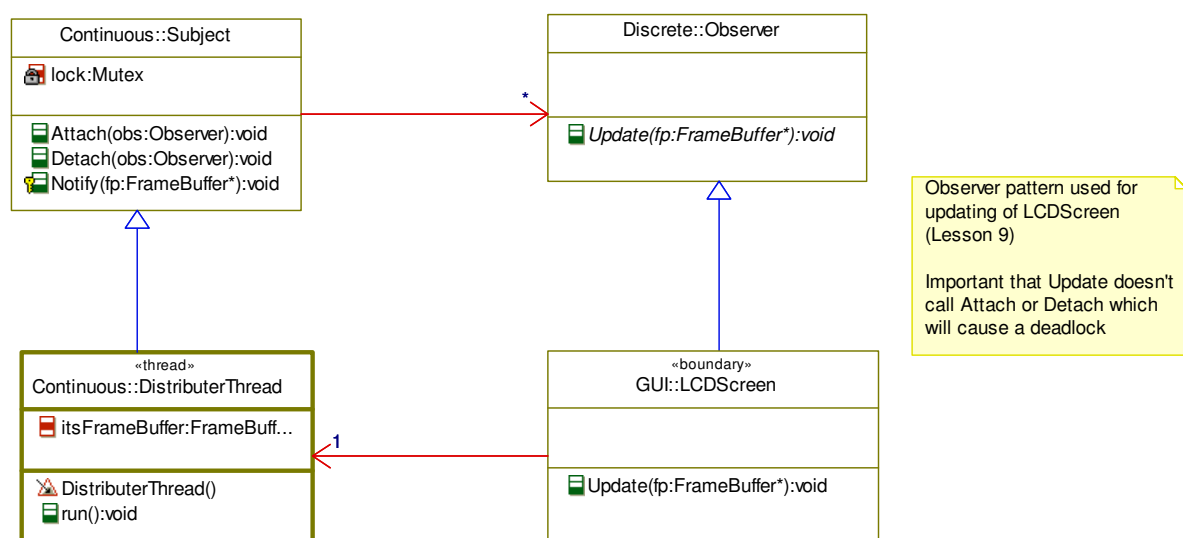 Continuous::Subject
lock:Mutex
Attach(obs:Observer):void
Detach(obs:Observer):void
Notify(fp:FrameBuffer*):void
*
Discrete::Observer
Update(fp:FrameBuffer*):void
Observer pattern used for
updating of LCDScreen
(Lesson 9)
Important that Update doesn't
call Attach or Detach which
will cause a deadlock
«thread»
Continuous::DistributerThread
itsFrameBuffer:FrameBuff...
DistributerThread()
run():void
1
«boundary»
GUI::LCDScreen
Update(fp:FrameBuffer*):void